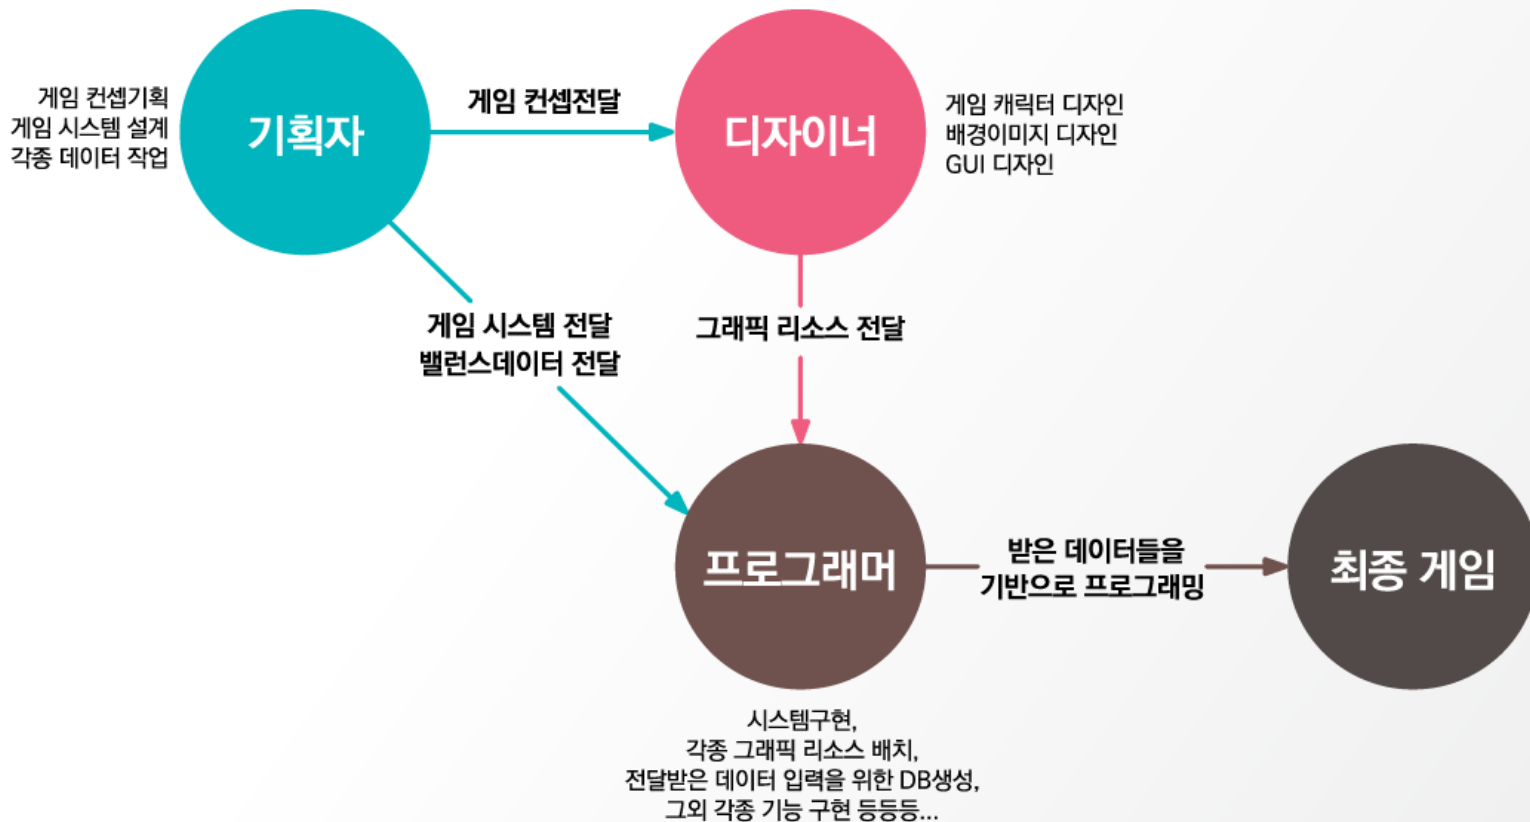 게임 컨셉기획
게임 시스템 설계
각종 데이터 작업
기획자
게임 컨셉전달
디자이너
게임 캐릭터 디자인
배경이미지 디자인
GUI 디자인
게임 시스템 전달
밸런스데이터 전달
그래픽 리소스 전달
프로그래머
받은 데이터들을
기반으로 프로그래밍
최종 게임
시스템구현,
각종 그래픽 리소스 배치,
전달받은 데이터 입력을 위한 DB생성,
그외 각종 기능 구현 등등등...